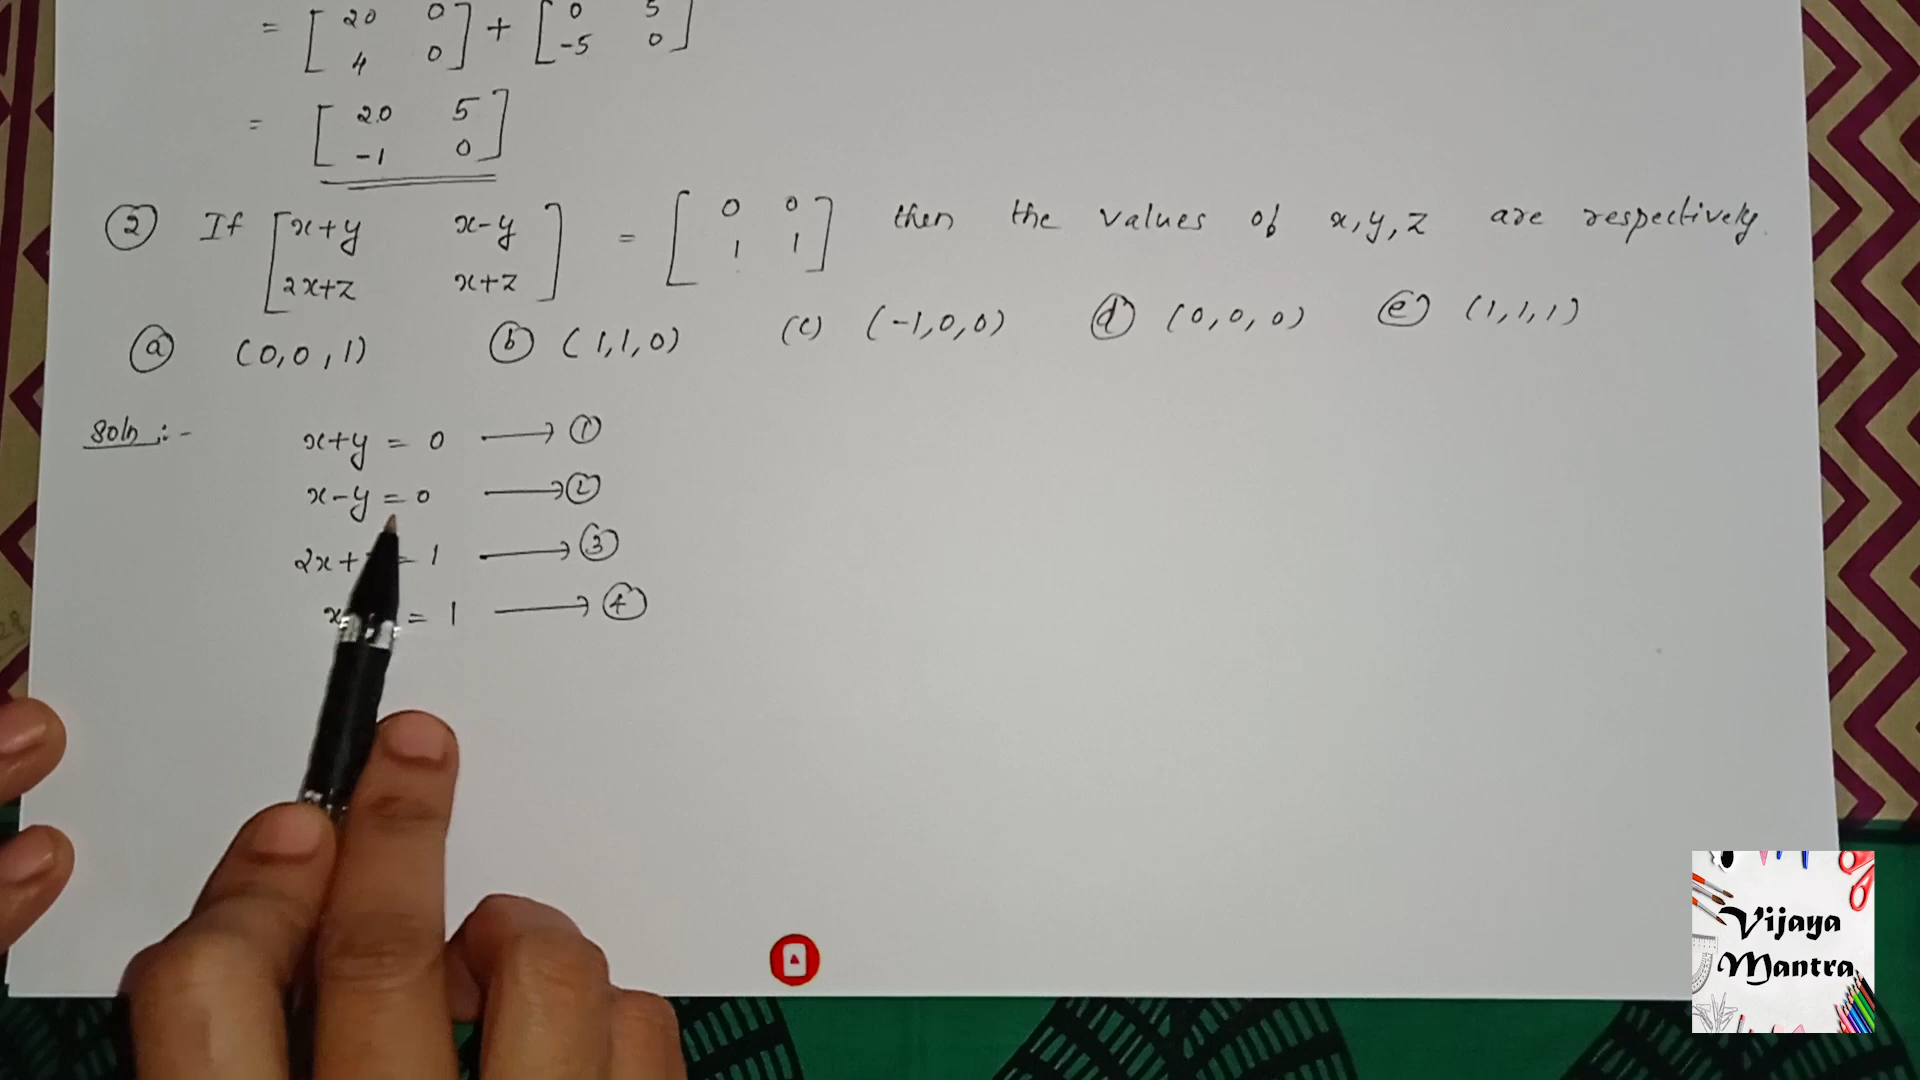 = [ 20 0 ] + [ 0 5 ]
4 0 -5 0
= [ 20 5 ]
-1 0
② If [ x+y x-y ] = [ 0 0 ] then the values of x,y,z are respectively.
2x+z x+z 1 1
ⓐ (0,0,1) ⓑ (1,1,0) (c) (-1,0,0) ⓓ (0,0,0) ⓔ (1,1,1)
Soln :- x+y = 0 → ①
x-y = 0 → ②
2x+ = 1 → ③
x = 1 → ④
Vijaya
Mantra